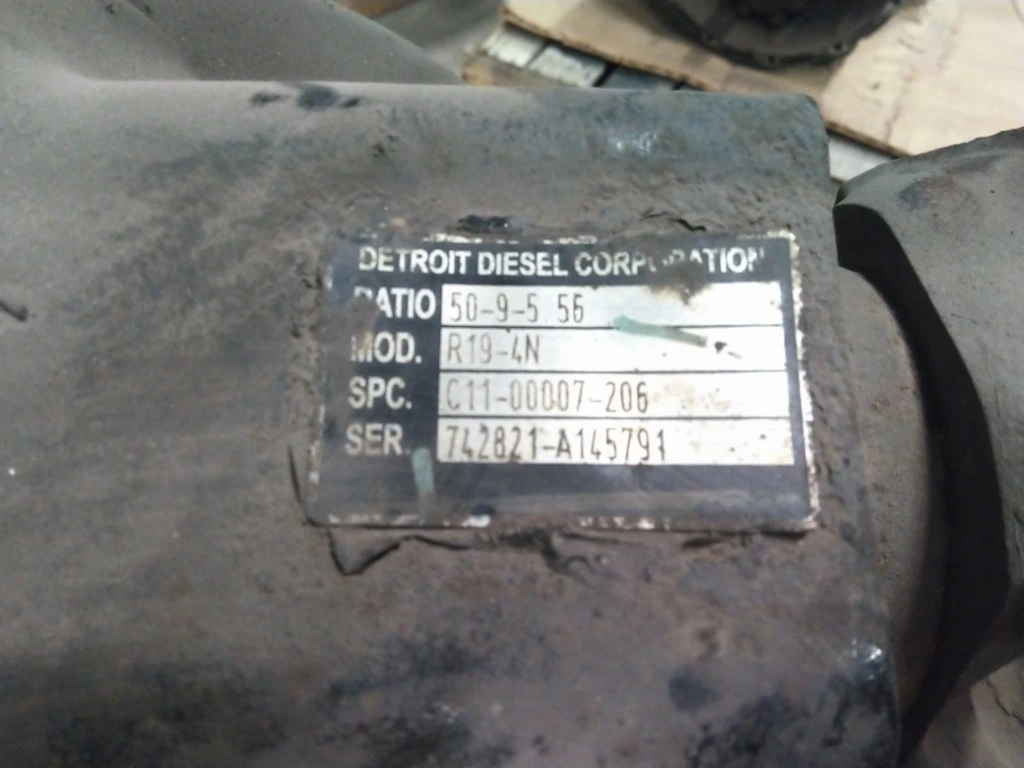 DETROIT DIESEL CORPORATION
RATIO 50-9-5.56
MOD. R19-4N
SPC. C11-00007-206
SER. 742821-A145791